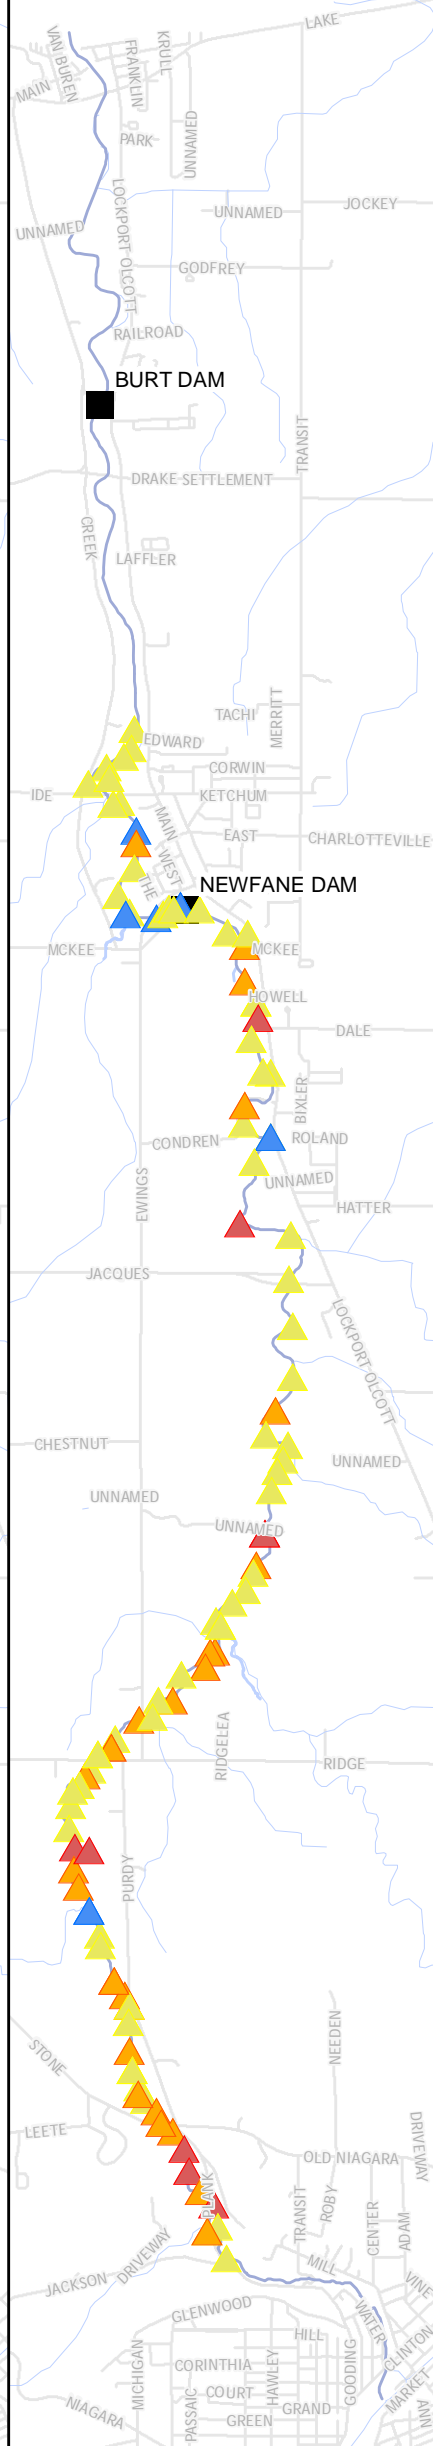 LAKE
VAN BUREN
FRANKLIN
KRULL
MAIN
UNNAMED
PARK
LOCKPORT OLCOTT
UNNAMED
JOCKEY
UNNAMED
GODFREY
RAILROAD
BURT DAM
TRANSIT
DRAKE SETTLEMENT
CREEK
LAFFLER
TACHI
MERRITT
EDWARD
CORWIN
IDE
KETCHUM
MAIN
EAST
CHARLOTTEVILLE
WEST
THE
NEWFANE DAM
MCKEE
MCKEE
HOWELL
DALE
BIXLER
CONDREN
ROLAND
EWINGS
UNNAMED
HATTER
JACQUES
LOCKPORT OLCOTT
CHESTNUT
UNNAMED
UNNAMED
UNNAMED
RIDGELEA
RIDGE
PURDY
NEEDEN
STONE
LEETE
OLD NIAGARA
DRIVEWAY
PLANK
TRANSIT
ROBY
CENTER
ADAM
DRIVEWAY
MILL
JACKSON
VINE
GLENWOOD
WATER
HILL
CLINTON
MICHIGAN
CORINTHIA
HAWLEY
GOODING
COURT
MARKET
PASSAIC
GRAND
NIAGARA
GREEN
ANN